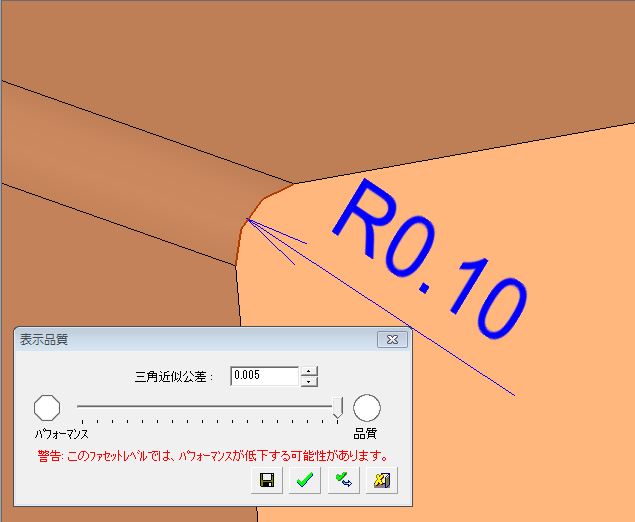 R0.10
表示品質
三角近似公差:
0.005
ﾊﾟﾌｫｰﾏﾝｽ
品質
警告: このﾌｧｾｯﾄﾚﾍﾞﾙでは、ﾊﾟﾌｫｰﾏﾝｽが低下する可能性があります。